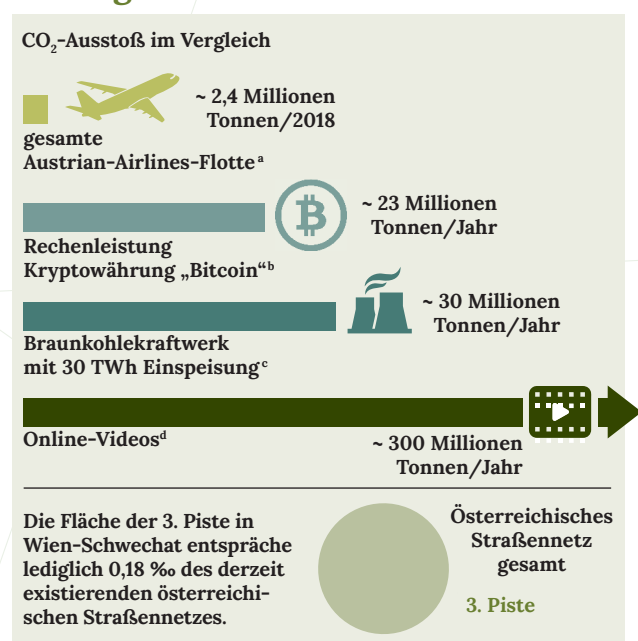 CO₂-Ausstoß im Vergleich
~ 2,4 Millionen
Tonnen/2018
gesamte
Austrian-Airlines-Flotte ᵃ
~ 23 Millionen
Tonnen/Jahr
Rechenleistung
Kryptowährung „Bitcoin“ ᵇ
~ 30 Millionen
Tonnen/Jahr
Braunkohlekraftwerk
mit 30 TWh Einspeisung ᶜ
Online-Videosᵈ
~ 300 Millionen
Tonnen/Jahr
Die Fläche der 3. Piste in
Wien-Schwechat entspräche
lediglich 0,18 ‰ des derzeit
existierenden österreichi-
schen Straßennetzes.
Österreichisches
Straßennetz
gesamt
3. Piste